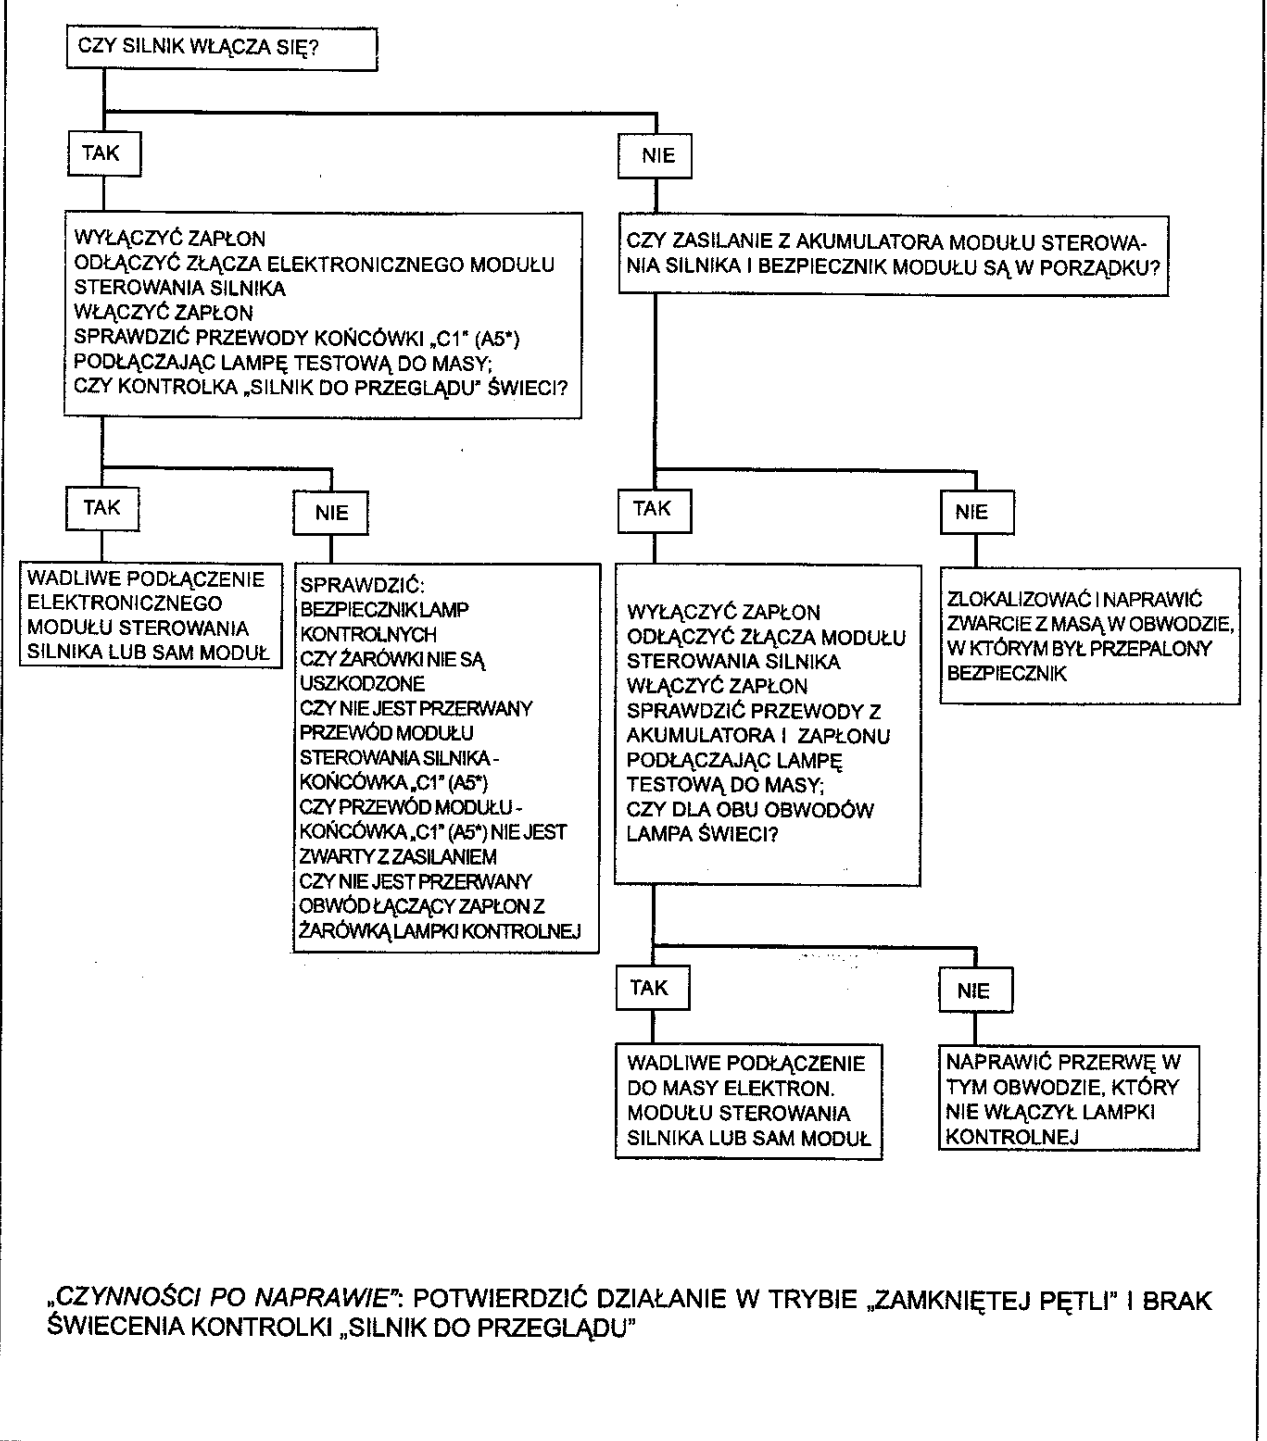 CZY SILNIK WŁĄCZA SIĘ?
TAK
NIE
WYŁĄCZYĆ ZAPŁON
ODŁĄCZYĆ ZŁĄCZA ELEKTRONICZNEGO MODUŁU
STEROWANIA SILNIKA
WŁĄCZYĆ ZAPŁON
SPRAWDZIĆ PRZEWODY KOŃCÓWKI „C1" (A5*)
PODŁĄCZAJĄC LAMPĘ TESTOWĄ DO MASY;
CZY KONTROLKA „SILNIK DO PRZEGLĄDU" ŚWIECI?
CZY ZASILANIE Z AKUMULATORA MODUŁU STEROWA-
NIA SILNIKA I BEZPIECZNIK MODUŁU SĄ W PORZĄDKU?
TAK
NIE
TAK
NIE
WADLIWE PODŁĄCZENIE
ELEKTRONICZNEGO
MODUŁU STEROWANIA
SILNIKA LUB SAM MODUŁ
SPRAWDZIĆ:
BEZPIECZNIK LAMP
KONTROLNYCH
CZY ŻARÓWKI NIE SĄ
USZKODZONE
CZY NIE JEST PRZERWANY
PRZEWÓD MODUŁU
STEROWANIA SILNIKA -
KOŃCÓWKA „C1" (A5*)
CZY PRZEWÓD MODUŁU -
KOŃCÓWKA „C1" (A5*) NIE JEST
ZWARTY Z ZASILANIEM
CZY NIE JEST PRZERWANY
OBWÓD ŁĄCZĄCY ZAPŁON Z
ŻARÓWKĄ LAMPKI KONTROLNEJ
WYŁĄCZYĆ ZAPŁON
ODŁĄCZYĆ ZŁĄCZA MODUŁU
STEROWANIA SILNIKA
WŁĄCZYĆ ZAPŁON
SPRAWDZIĆ PRZEWODY Z
AKUMULATORA I ZAPŁONU
PODŁĄCZAJĄC LAMPĘ
TESTOWĄ DO MASY;
CZY DLA OBU OBWODÓW
LAMPA ŚWIECI?
ZLOKALIZOWAĆ I NAPRAWIĆ
ZWARCIE Z MASĄ W OBWODZIE,
W KTÓRYM BYŁ PRZEPALONY
BEZPIECZNIK
TAK
NIE
WADLIWE PODŁĄCZENIE
DO MASY ELEKTRON.
MODUŁU STEROWANIA
SILNIKA LUB SAM MODUŁ
NAPRAWIĆ PRZERWĘ W
TYM OBWODZIE, KTÓRY
NIE WŁĄCZYŁ LAMPKI
KONTROLNEJ
„CZYNNOŚCI PO NAPRAWIE": POTWIERDZIĆ DZIAŁANIE W TRYBIE „ZAMKNIĘTEJ PĘTLI" I BRAK
ŚWIECENIA KONTROLKI „SILNIK DO PRZEGLĄDU"